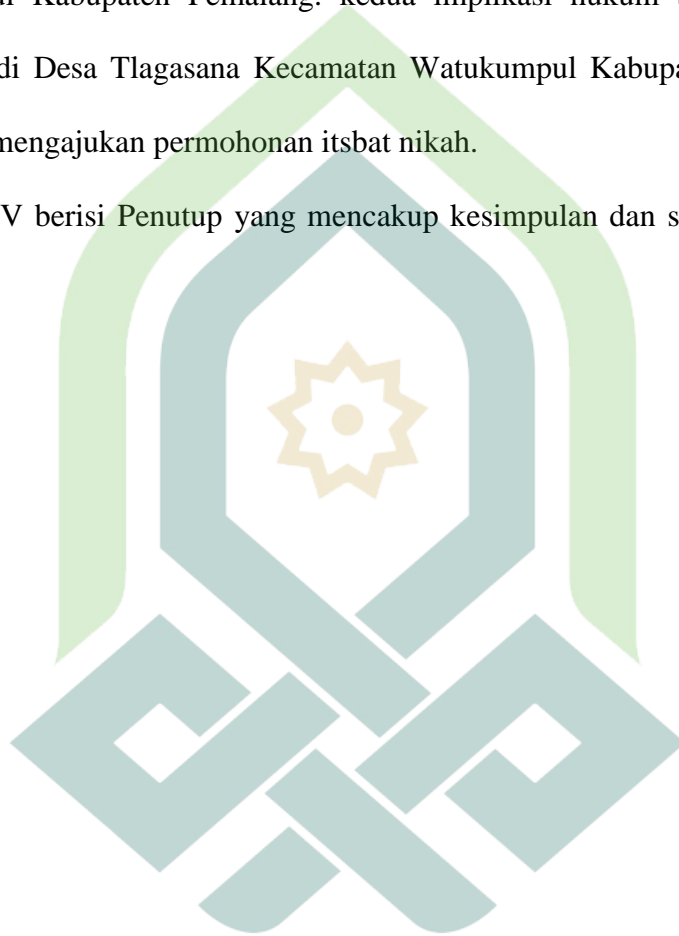 Kabupaten Pemalang. kedua implikasi hukum
di Desa Tlagasana Kecamatan Watukumpul
mengajukan permohonan itsbat nikah.
V berisi Penutup yang mencakup kesimpulan dan